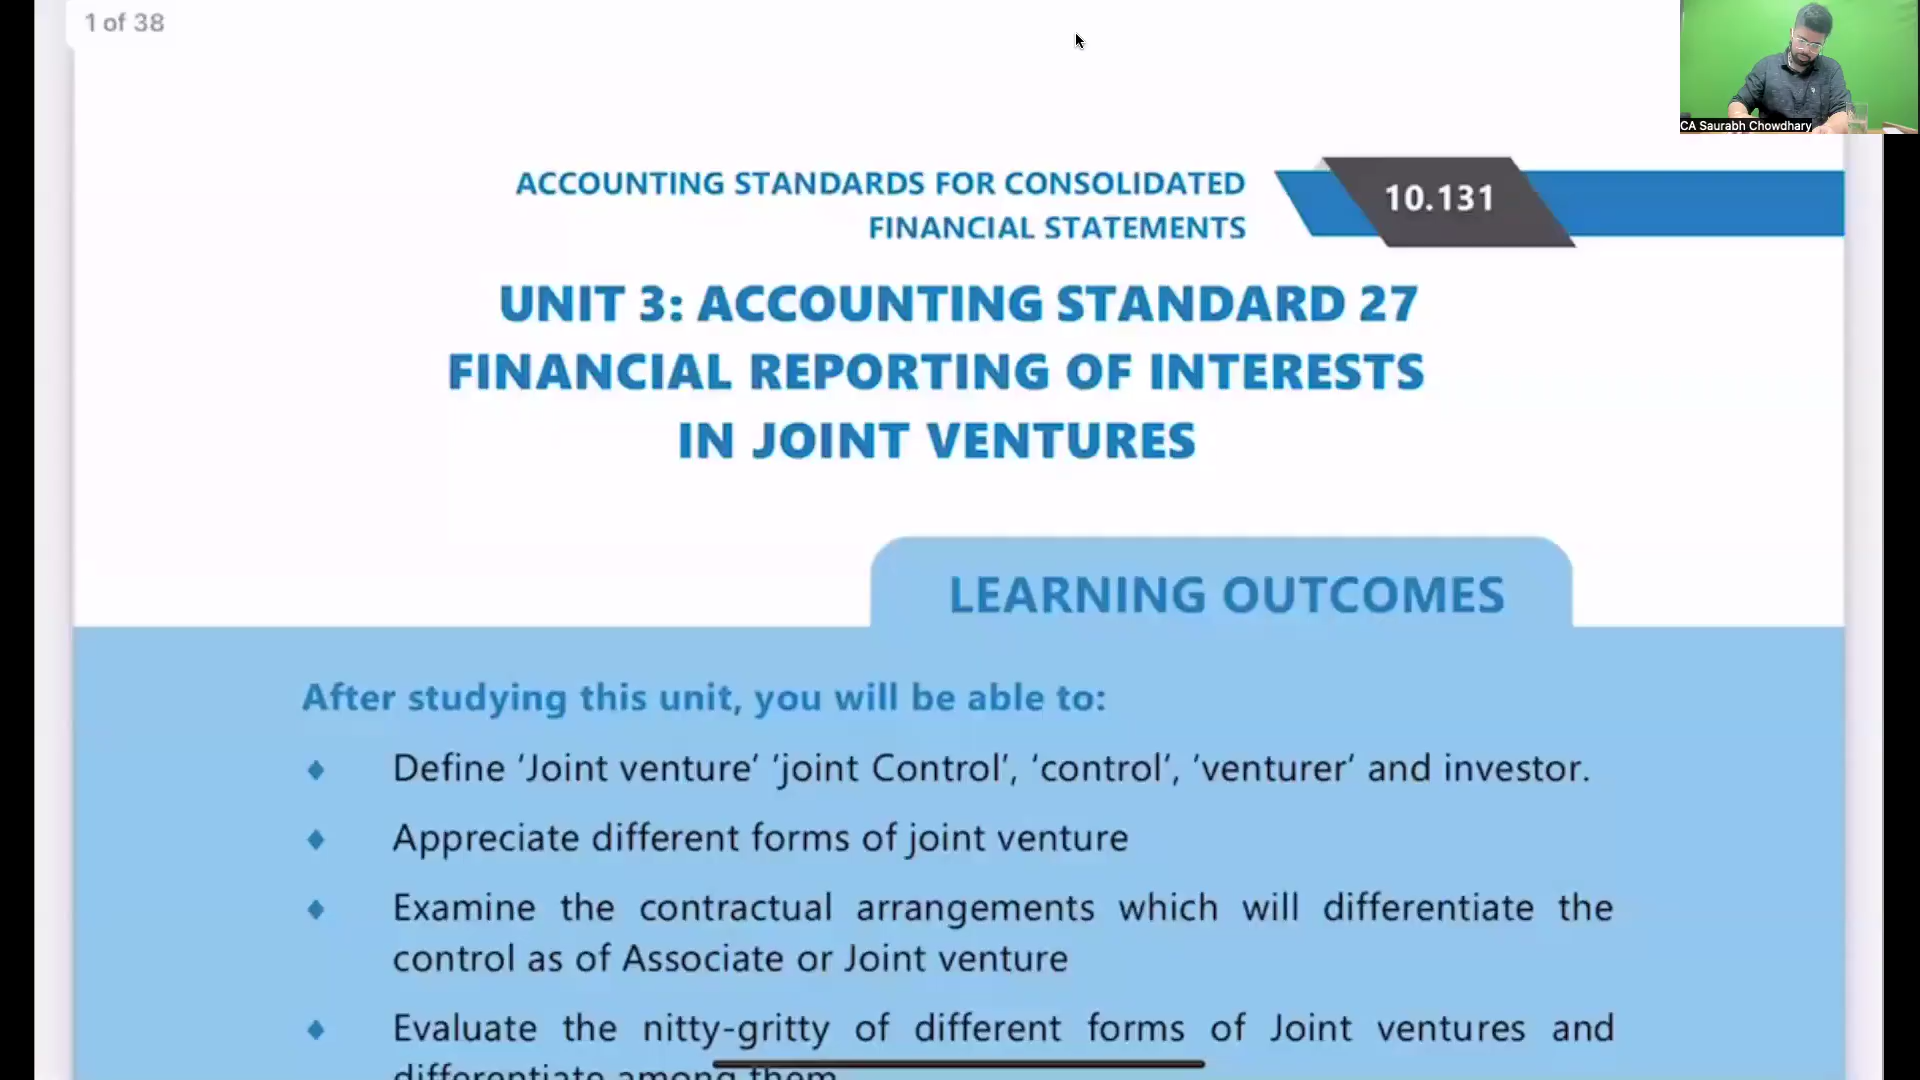 1 of 38
CA Saurabh Chowdhary
ACCOUNTING STANDARDS FOR CONSOLIDATED
FINANCIAL STATEMENTS
10.131
UNIT 3: ACCOUNTING STANDARD 27
FINANCIAL REPORTING OF INTERESTS
IN JOINT VENTURES
LEARNING OUTCOMES
After studying this unit, you will be able to:
♦ Define ‘Joint venture’ ‘joint Control’, ‘control’, ‘venturer’ and investor.
♦ Appreciate different forms of joint venture
♦ Examine the contractual arrangements which will differentiate the
control as of Associate or Joint venture
♦ Evaluate the nitty-gritty of different forms of Joint ventures and
differentiate among them